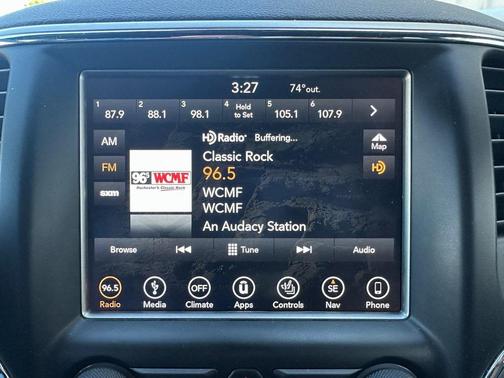 3:27 74° out.
1 2 3 4 5 6
87.9 88.1 98.1 Hold to Set 105.1 107.9
AM
HD Radio® Buffering...
Map
Classic Rock
FM
96.5
HD
96.5 WCMF
Rochester's Classic Rock
WCMF
sxm
WCMF
An Audacy Station
Browse Tune Audio
96.5 OFF SE
Radio Media Climate Apps Controls Nav Phone